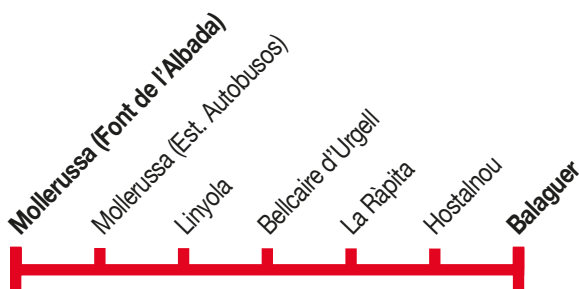 Mollerussa (Font de l'Albada)
Mollerussa (Est. Autobusos)
Linyola
Bellcaire d'Urgell
La Ràpita
Hostalnou
Balaguer